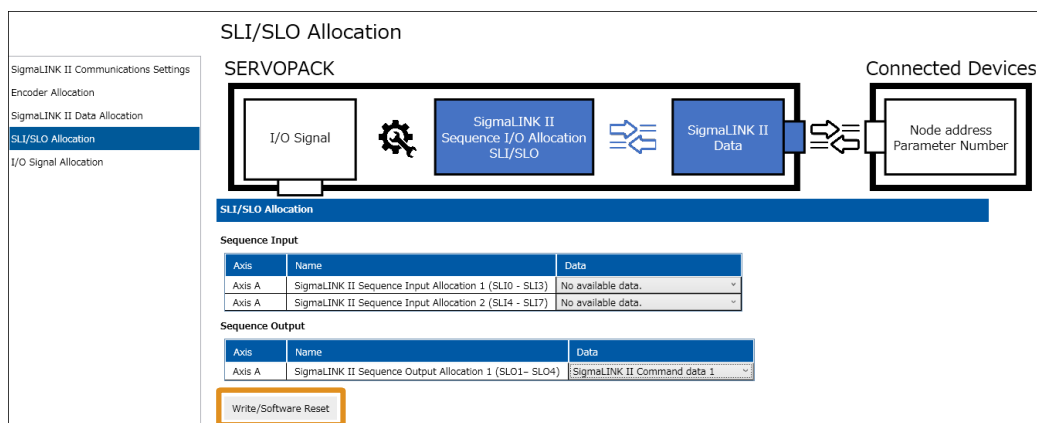 SLI/SLO Allocation
SigmaLINK II Communications Settings
Encoder Allocation
SigmaLINK II Data Allocation
SLI/SLO Allocation
I/O Signal Allocation
SERVOPACK
Connected Devices
I/O Signal
SigmaLINK II
Sequence I/O Allocation
SLI/SLO
SigmaLINK II
Data
Node address
Parameter Number
SLI/SLO Allocation
Sequence Input
Axis Name Data
Axis A SigmaLINK II Sequence Input Allocation 1 (SLI0 - SLI3) No available data.
Axis A SigmaLINK II Sequence Input Allocation 2 (SLI4 - SLI7) No available data.
Sequence Output
Axis Name Data
Axis A SigmaLINK II Sequence Output Allocation 1 (SLO1– SLO4) SigmaLINK II Command data 1
Write/Software Reset